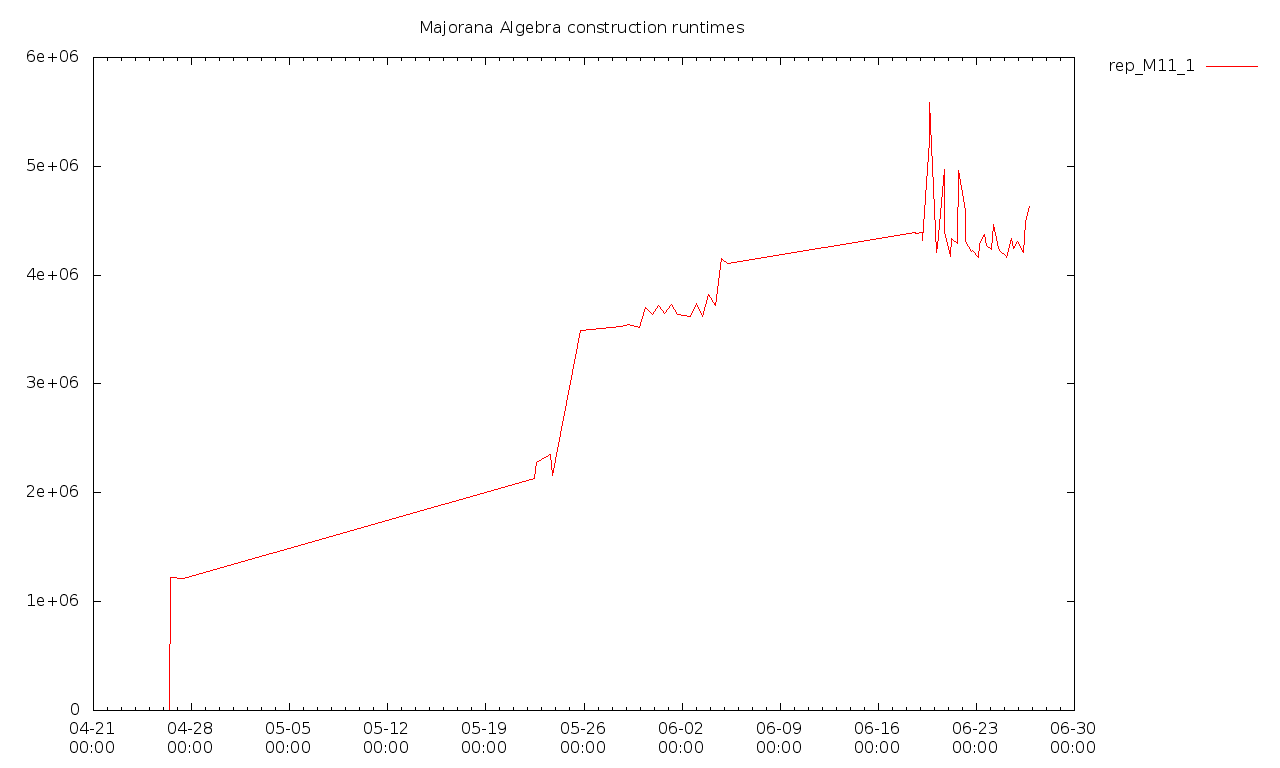 Majorana Algebra construction runtimes
rep_M11_1
6e+06
5e+06
4e+06
3e+06
2e+06
1e+06
0
04-21 04-28 05-05 05-12 05-19 05-26 06-02 06-09 06-16 06-23 06-30
00:00 00:00 00:00 00:00 00:00 00:00 00:00 00:00 00:00 00:00 00:00